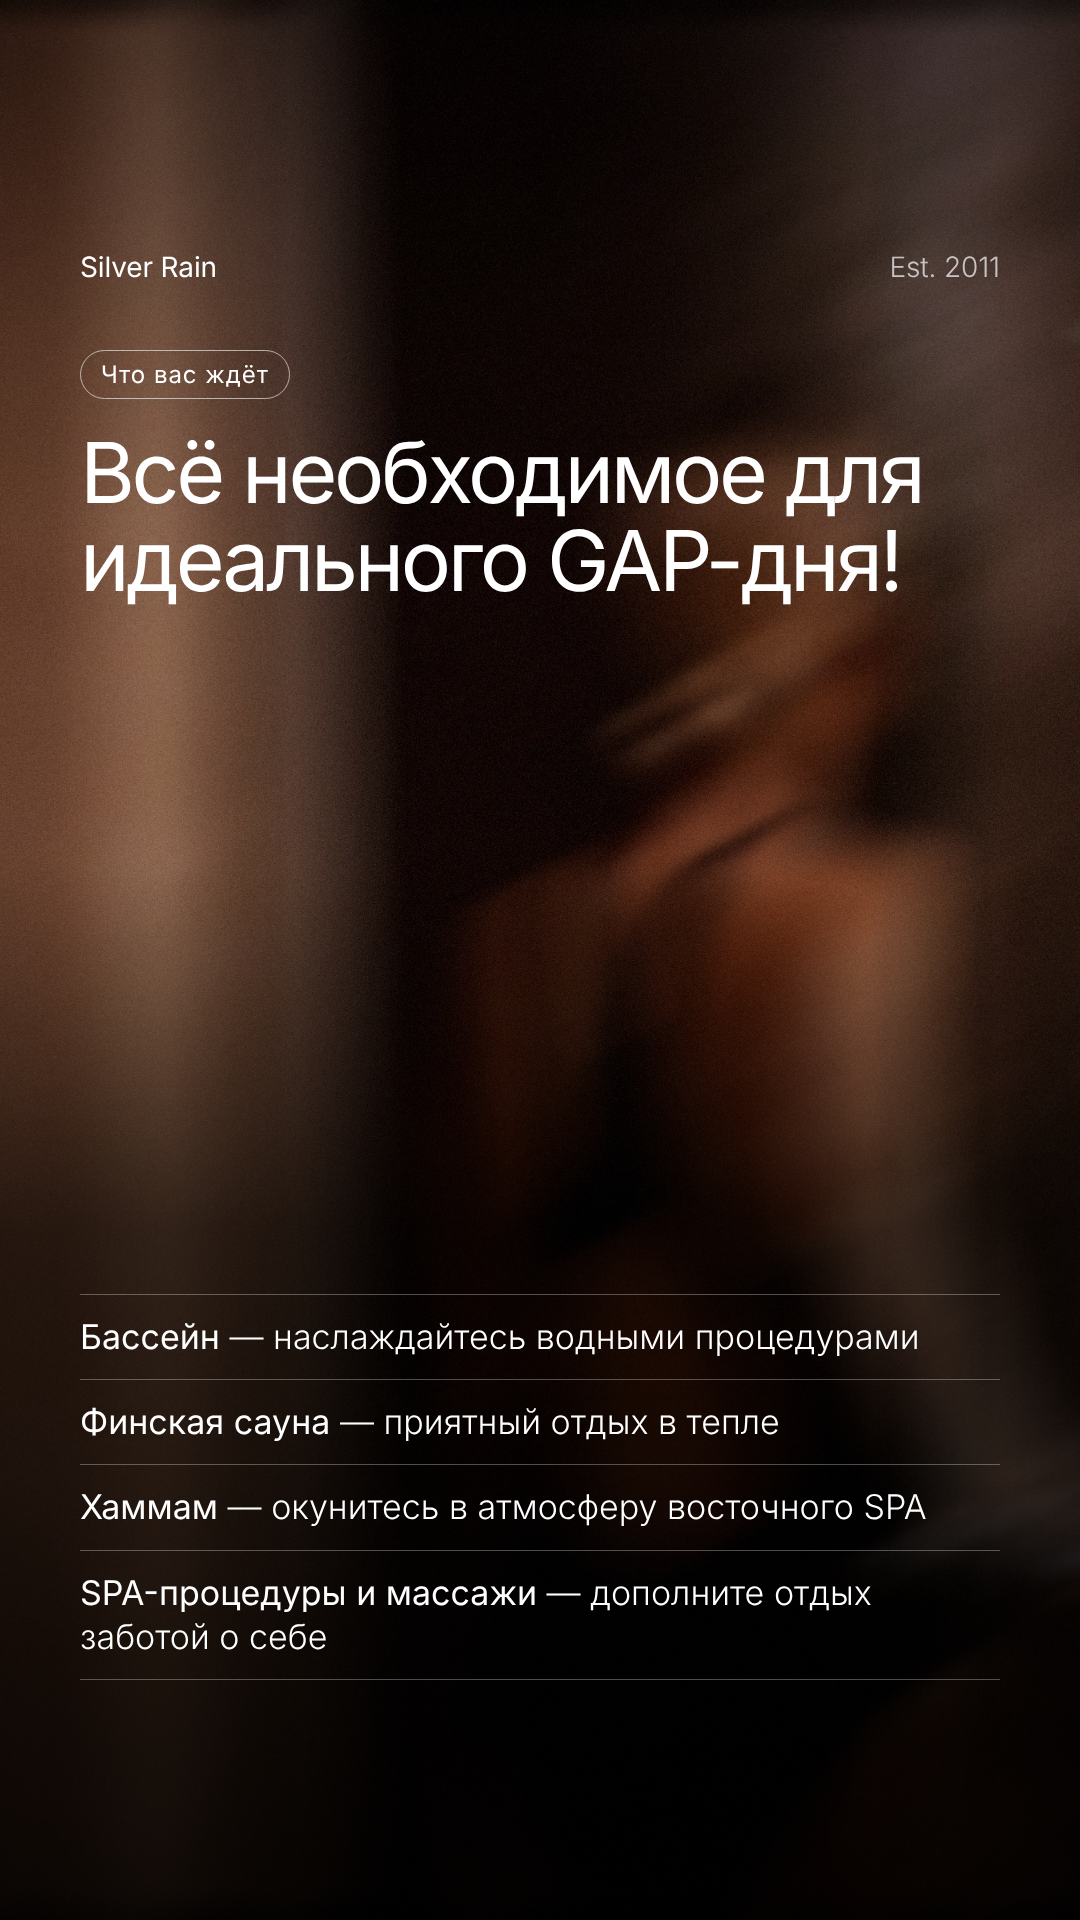 Silver Rain
Est. 2011
Что вас ждёт
Всё необходимое для
идеального GAP-дня!
Бассейн — наслаждайтесь водными процедурами
Финская сауна — приятный отдых в тепле
Хаммам — окунитесь в атмосферу восточного SPA
SPA-процедуры и массажи — дополните отдых
заботой о себе